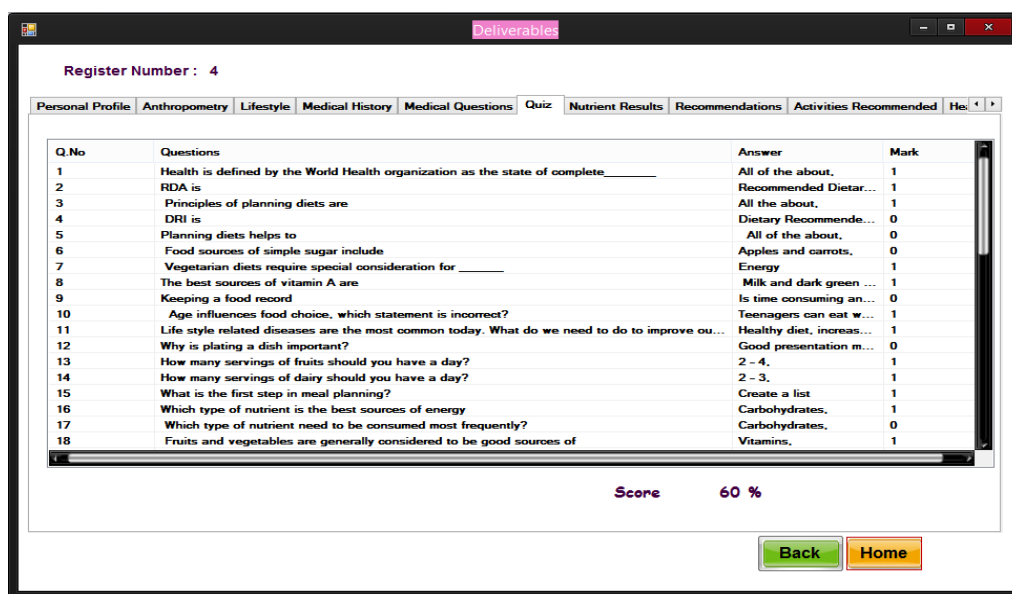 Deliverables
Register Number : 4
Personal Profile Anthropometry Lifestyle Medical History Medical Questions Quiz Nutrient Results Recommendations Activities Recommended Hea
Q.No Questions Answer Mark
1 Health is defined by the World Health organization as the state of complete_______ All of the about, 1
2 RDA is Recommended Dietar... 1
3 Principles of planning diets are All the about, 1
4 DRI is Dietary Recommende... 0
5 Planning diets helps to All of the about, 0
6 Food sources of simple sugar include Apples and carrots, 0
7 Vegetarian diets require special consideration for ______ Energy 1
8 The best sources of vitamin A are Milk and dark green ... 1
9 Keeping a food record Is time consuming an... 0
10 Age influences food choice, which statement is incorrect? Teenagers can eat w... 1
11 Life style related diseases are the most common today. What do we need to do to improve ou... Healthy diet, increas... 1
12 Why is plating a dish important? Good presentation m... 0
13 How many servings of fruits should you have a day? 2 - 4, 1
14 How many servings of dairy should you have a day? 2 - 3, 1
15 What is the first step in meal planning? Create a list 1
16 Which type of nutrient is the best sources of energy Carbohydrates, 1
17 Which type of nutrient need to be consumed most frequently? Carbohydrates, 0
18 Fruits and vegetables are generally considered to be good sources of Vitamins, 1
Score 60 %
Back Home